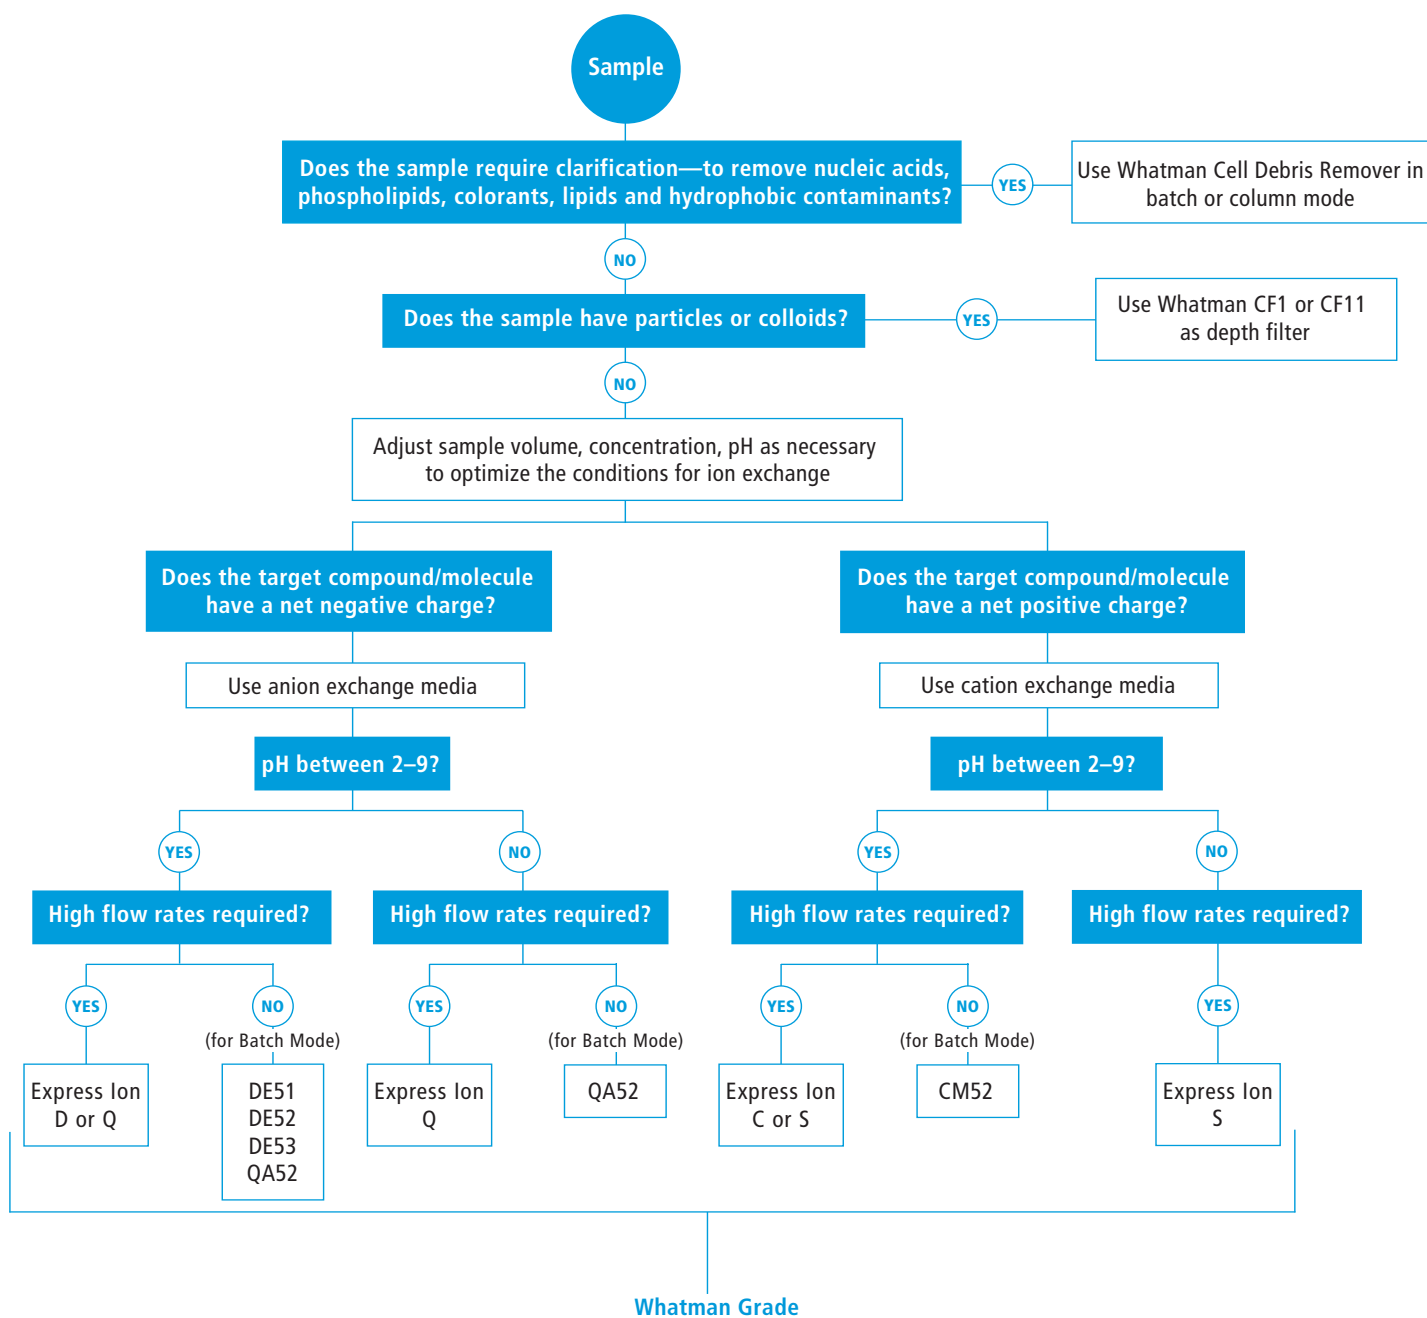 Sample
Does the sample require clarification—to remove nucleic acids,
phospholipids, colorants, lipids and hydrophobic contaminants?
YES
Use Whatman Cell Debris Remover in
batch or column mode
NO
Does the sample have particles or colloids?
YES
Use Whatman CF1 or CF11
as depth filter
NO
Adjust sample volume, concentration, pH as necessary
to optimize the conditions for ion exchange
Does the target compound/molecule
have a net negative charge?
Does the target compound/molecule
have a net positive charge?
Use anion exchange media
Use cation exchange media
pH between 2–9?
pH between 2–9?
YES
NO
YES
NO
High flow rates required?
High flow rates required?
High flow rates required?
High flow rates required?
YES
NO
(for Batch Mode)
YES
NO
(for Batch Mode)
YES
NO
(for Batch Mode)
YES
Express Ion
D or Q
DE51
DE52
DE53
QA52
Express Ion
Q
QA52
Express Ion
C or S
CM52
Express Ion
S
Whatman Grade